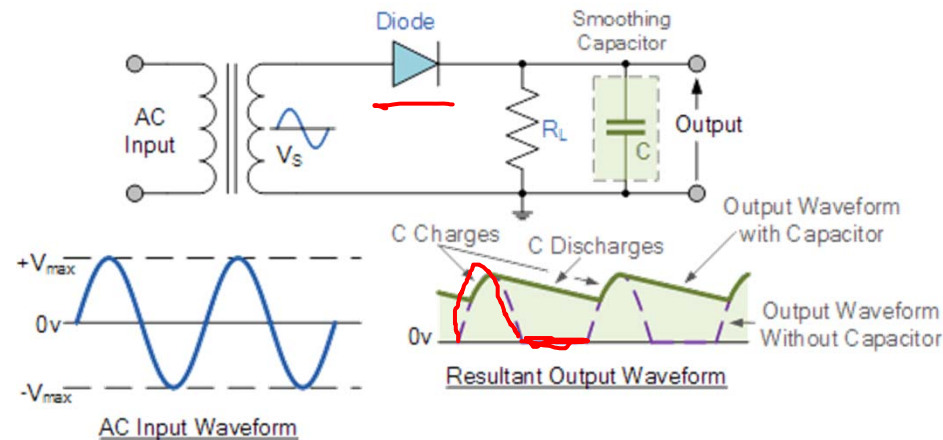 Diode
Smoothing
Capacitor
AC
Input
Vs
RL
C
Output
C Charges
C Discharges
Output Waveform
with Capacitor
+Vmax
0v
-Vmax
AC Input Waveform
0v
Output Waveform
Without Capacitor
Resultant Output Waveform